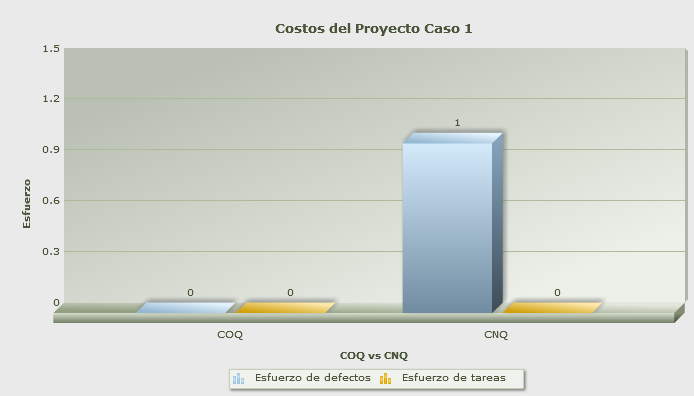 Costos del Proyecto Caso 1
1.5
1.2
0.9
0.6
0.3
0
Esfuerzo
0
0
1
0
COQ
CNQ
COQ vs CNQ
Esfuerzo de defectos
Esfuerzo de tareas